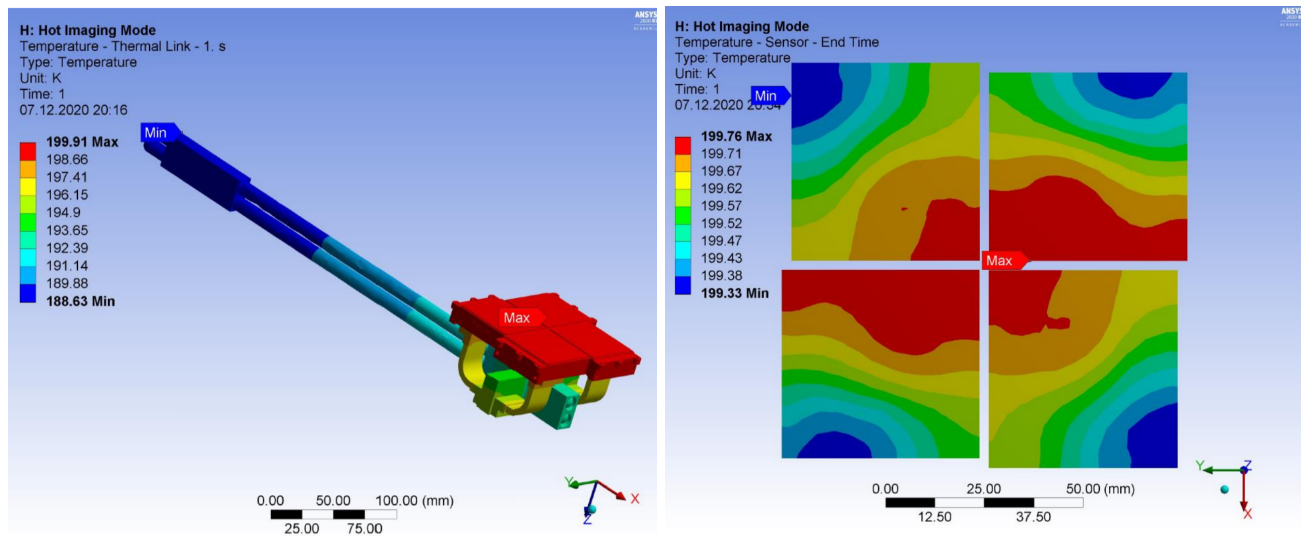 ANSYS
H: Hot Imaging Mode
Temperature - Thermal Link - 1. s
Type: Temperature
Unit: K
Time: 1
07.12.2020 20:16
Min
199.91 Max
198.66
197.41
196.15
194.9
193.65
192.39
191.14
189.88
188.63 Min
Max
Y
X
Z
0.00 50.00 100.00 (mm)
25.00 75.00
ANSYS
H: Hot Imaging Mode
Temperature - Sensor - End Time
Type: Temperature
Unit: K
Time: 1
07.12.2020
Min
199.76 Max
199.71
199.67
199.62
199.57
199.52
199.47
199.43
199.38
199.33 Min
Max
Y
Z
X
0.00 25.00 50.00 (mm)
12.50 37.50